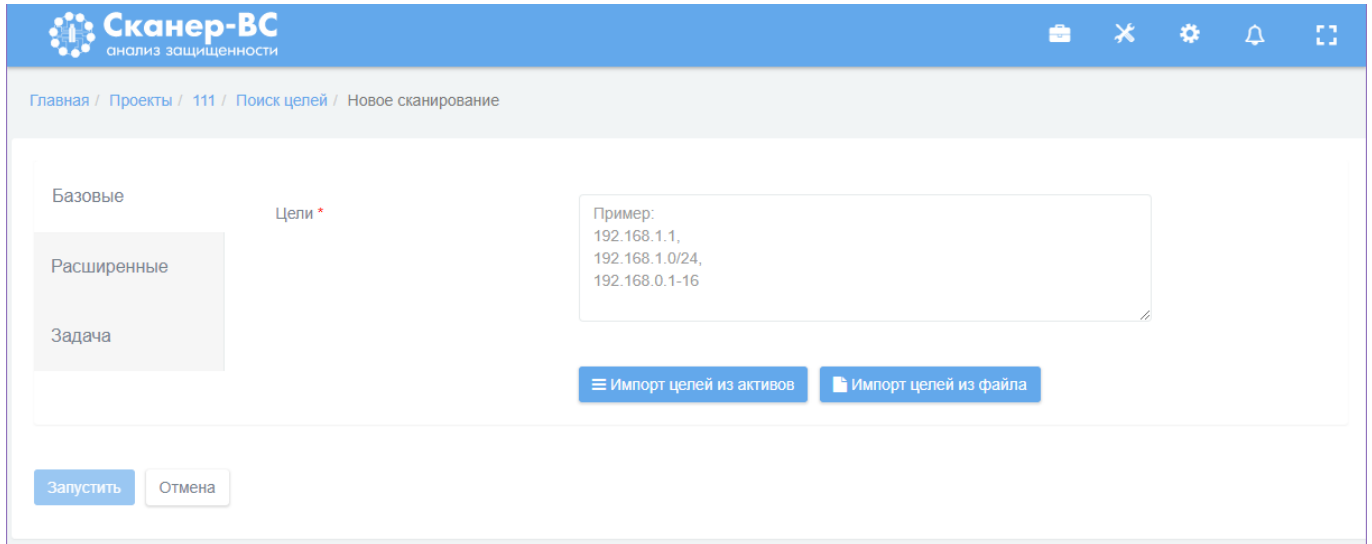 Сканер-ВС
анализ защищенности
Главная / Проекты / 111 / Поиск целей / Новое сканирование
Базовые
Цели *
Пример:
192.168.1.1,
192.168.1.0/24,
192.168.0.1-16
Расширенные
Задача
Импорт целей из активов
Импорт целей из файла
Запустить
Отмена